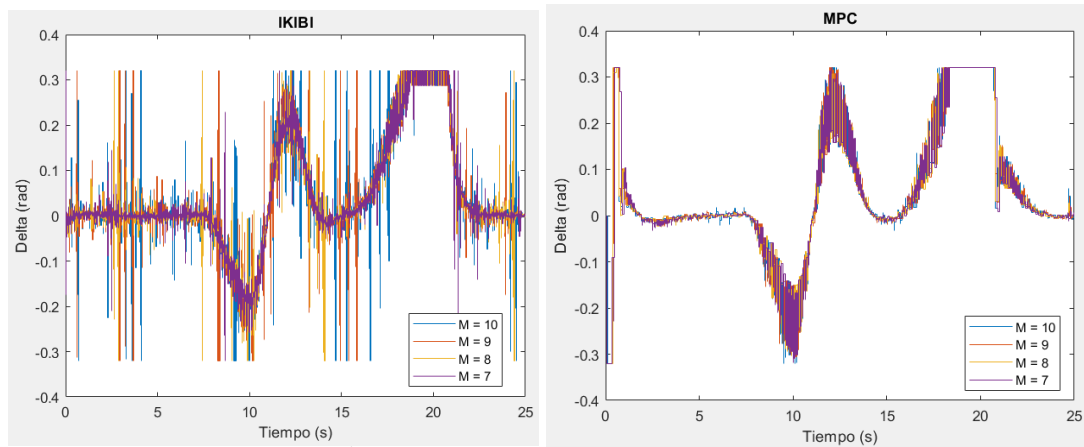 IKIBI
0.4
0.3
0.2
0.1
0
-0.1
-0.2
-0.3
-0.4
Delta (rad)
0
5
10
15
20
25
Tiempo (s)
M = 10
M = 9
M = 8
M = 7
MPC
0.4
0.3
0.2
0.1
0
-0.1
-0.2
-0.3
-0.4
Delta (rad)
0
5
10
15
20
25
Tiempo (s)
M = 10
M = 9
M = 8
M = 7